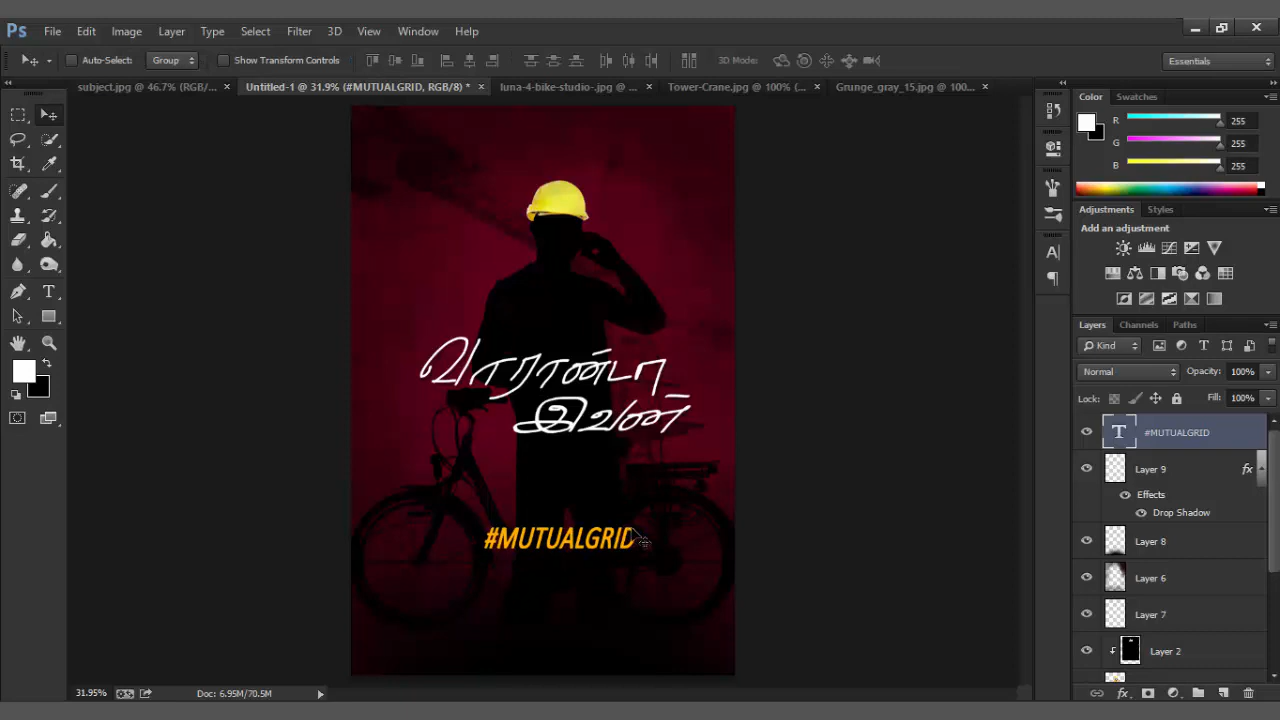 Ps File Edit Image Layer Type Select Filter 3D View Window Help
Auto-Select: Group Show Transform Controls 3D Mode: Essentials
subject.jpg @ 46.7% (RGB/... × Untitled-1 @ 31.9% (#MUTUALGRID, RGB/8) * × luna-4-bike-studio-.jpg @ ... × Tower-Crane.jpg @ 100% (... × Grunge_gray_15.jpg @ 100... ×
Color Swatches
R 255
G 255
B 255
Adjustments Styles
Add an adjustment
வாரான்டா
இவன்
#MUTUALGRID
Layers Channels Paths
Kind
Normal Opacity: 100%
Lock: Fill: 100%
T #MUTUALGRID
Layer 9 fx
Effects
Drop Shadow
Layer 8
Layer 6
Layer 7
Layer 2
31.95% Doc: 6.95M/70.5M